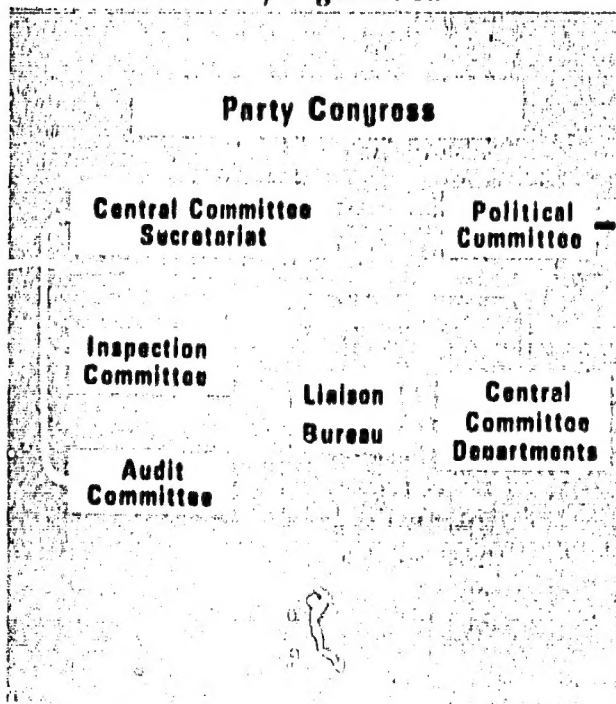 Party Congress
Central Committee
Secretariat
Political
Committee
Inspection
Committee
Liaison
Bureau
Central
Committee
Departments
Audit
Committee